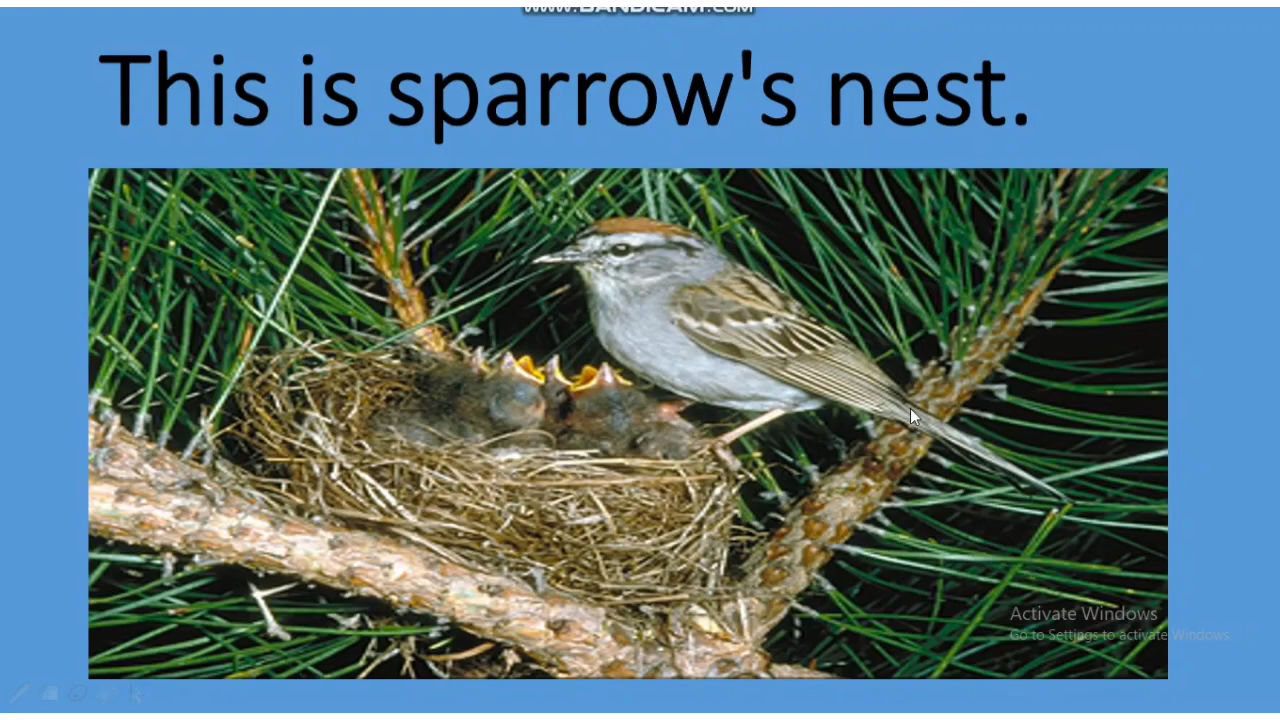 www.BANDICAM.com
This is sparrow's nest.
Activate Windows
Go to Settings to activate Windows.